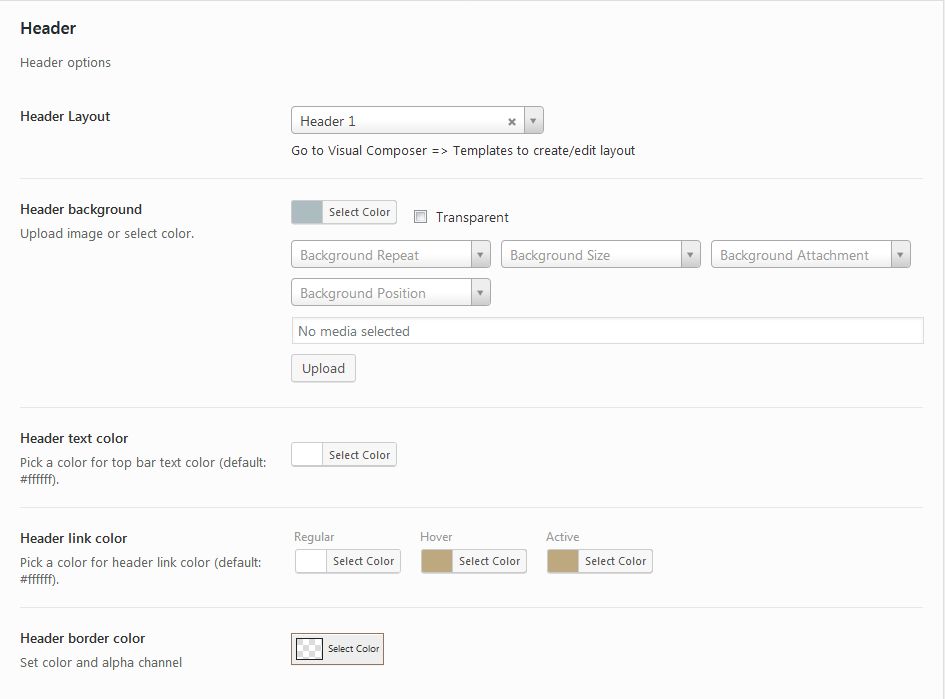 Header
Header options
Header Layout
Header 1
Go to Visual Composer => Templates to create/edit layout
Header background
Upload image or select color.
Select Color
Transparent
Background Repeat
Background Size
Background Attachment
Background Position
No media selected
Upload
Header text color
Pick a color for top bar text color (default:
#ffffff).
Select Color
Header link color
Pick a color for header link color (default:
#ffffff).
Regular
Hover
Active
Select Color
Select Color
Select Color
Header border color
Set color and alpha channel
Select Color